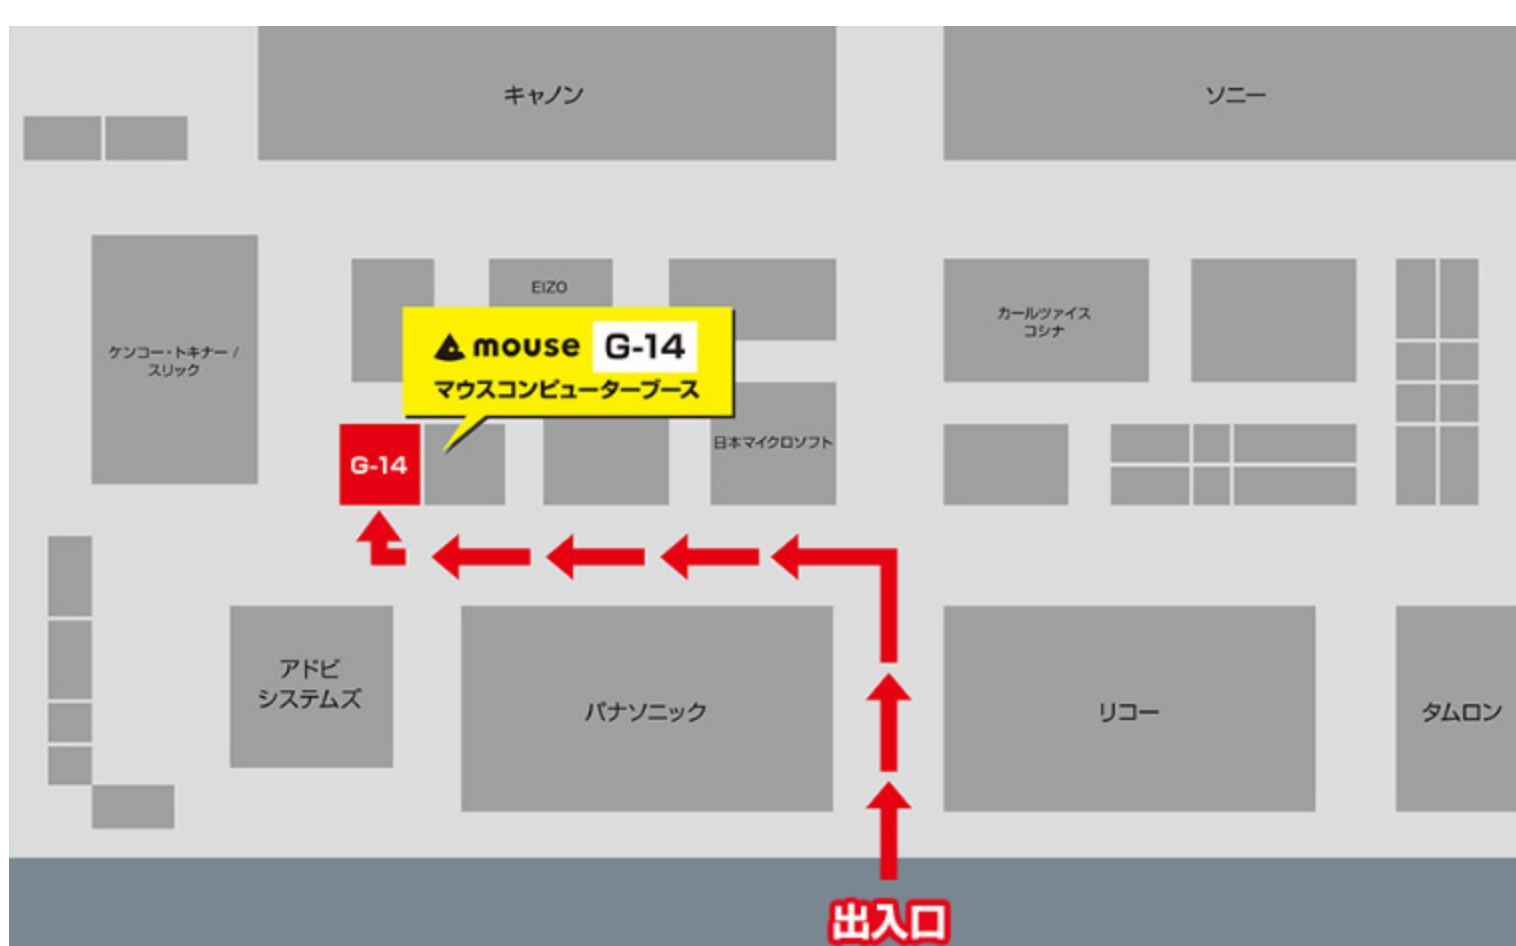 キャノン
ソニー
EIZO
カールツァイス
コシナ
ケンコー・トキナー /
スリック
mouse G-14
マウスコンピューターブース
日本マイクロソフト
G-14
アドビ
システムズ
パナソニック
リコー
タムロン
出入口